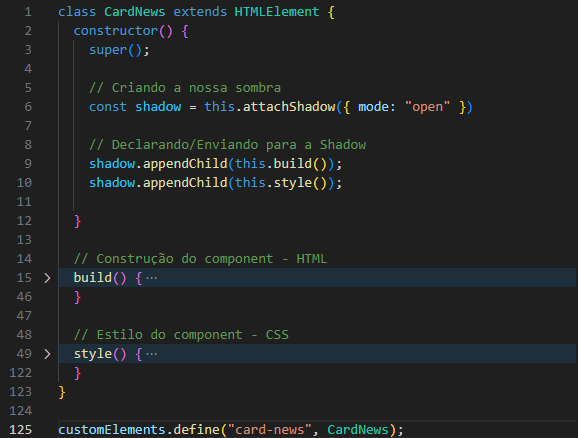 1 class CardNews extends HTMLElement {
2 constructor() {
3 super();
4
5 // Criando a nossa sombra
6 const shadow = this.attachShadow({ mode: "open" })
7
8 // Declarando/Enviando para a Shadow
9 shadow.appendChild(this.build());
10 shadow.appendChild(this.style());
11
12 }
13
14 // Construção do component - HTML
15 build() { ···
46 }
47
48 // Estilo do component - CSS
49 style() { ···
122 }
123 }
124
125 customElements.define("card-news", CardNews);